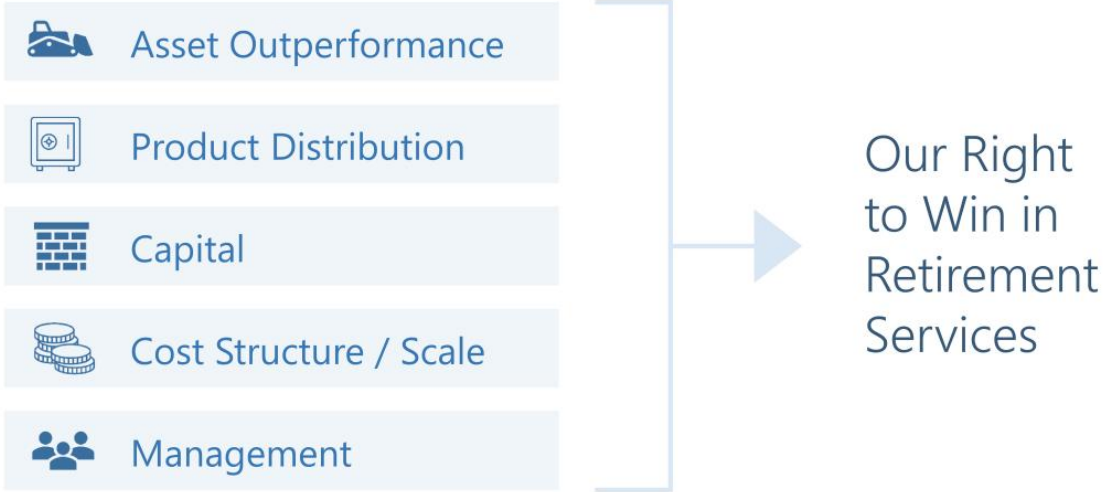 Asset Outperformance
Product Distribution
Capital
Cost Structure / Scale
Management
Our Right
to Win in
Retirement
Services